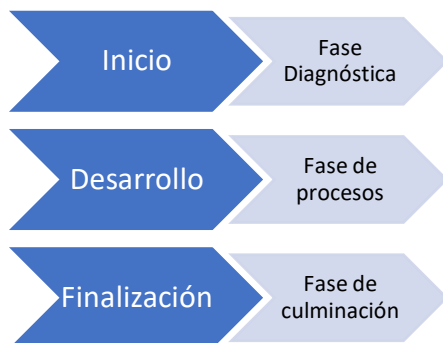 Inicio
Fase
Diagnóstica
Desarrollo
Fase de
procesos
Finalización
Fase de
culminación